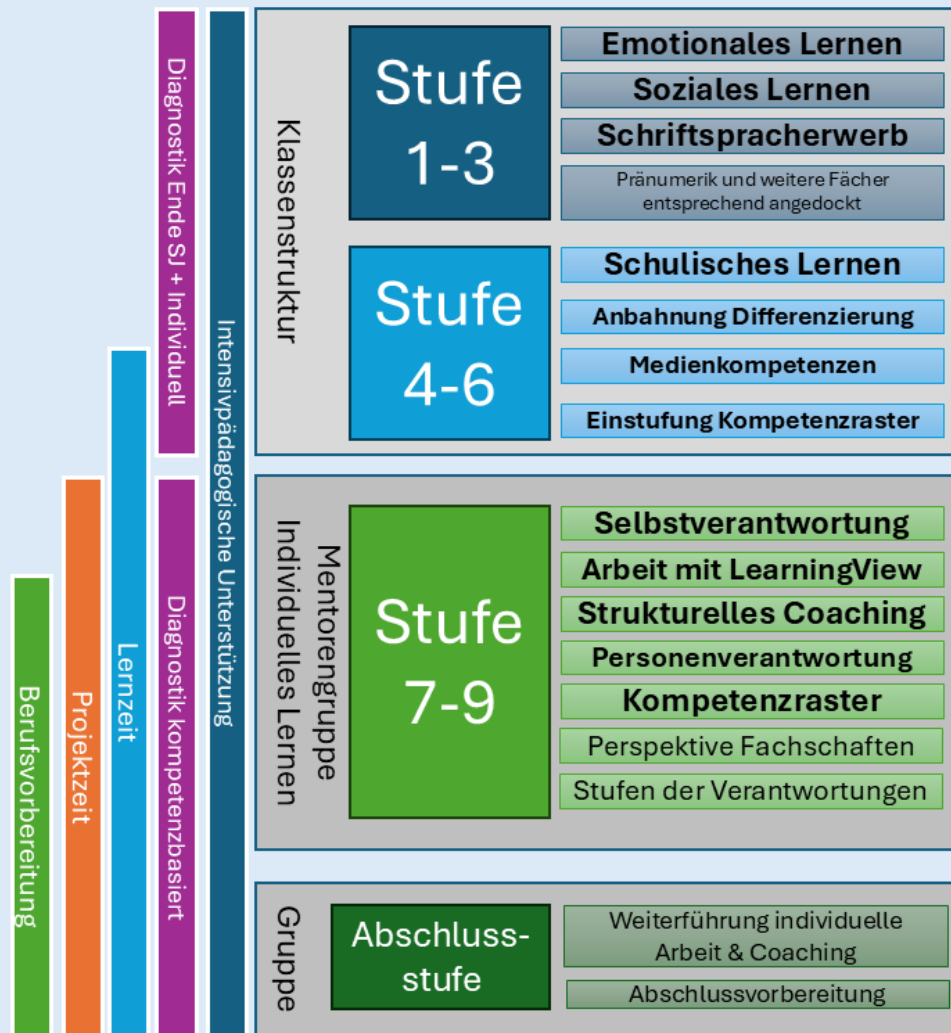 Berufsvorbereitung
Projektzeit
Lernzeit
Diagnostik Ende SJ + Individuell
Diagnostik kompetenzbasiert
Intensivpädagogische Unterstützung
Klassenstruktur
Stufe
1-3
Emotionales Lernen
Soziales Lernen
Schriftspracherwerb
Pränumerik und weitere Fächer
entsprechend angedockt
Stufe
4-6
Schulisches Lernen
Anbahnung Differenzierung
Medienkompetenzen
Einstufung Kompetenzraster
Mentorengruppe
Individuelles Lernen
Stufe
7-9
Selbstverantwortung
Arbeit mit LearningView
Strukturelles Coaching
Personenverantwortung
Kompetenzraster
Perspektive Fachschaften
Stufen der Verantwortungen
Gruppe
Abschluss-
stufe
Weiterführung individuelle
Arbeit & Coaching
Abschlussvorbereitung